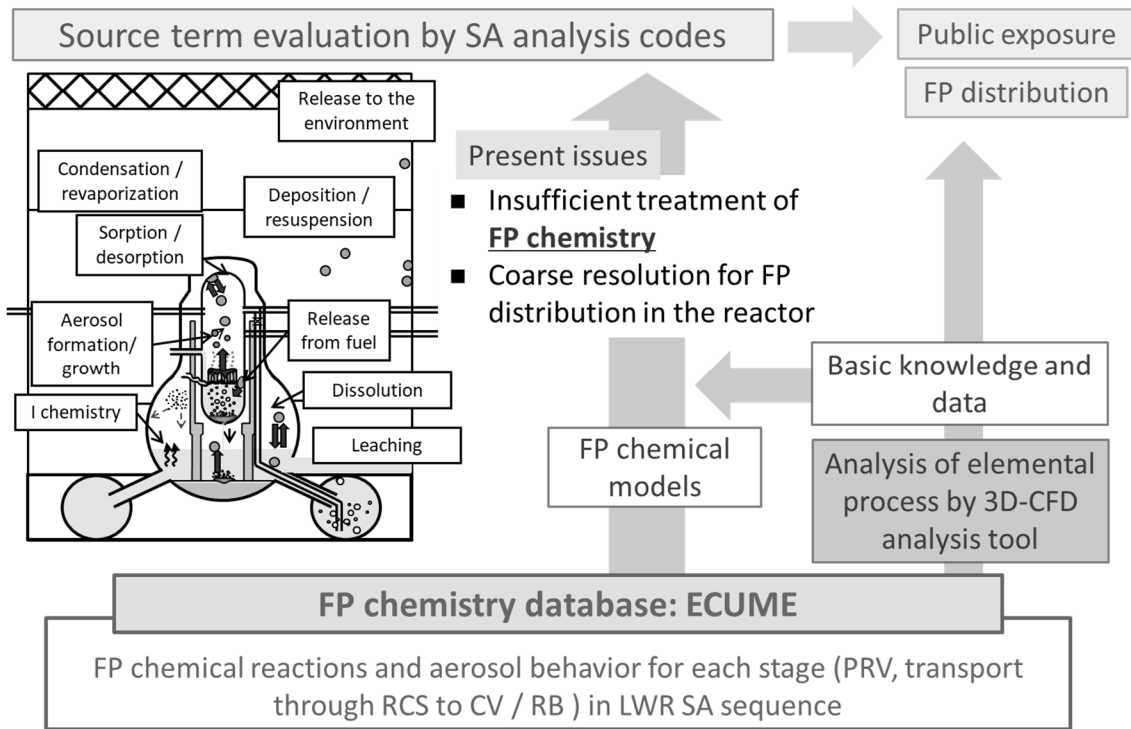 Source term evaluation by SA analysis codes
Public exposure
FP distribution
Release to the
environment
Condensation /
revaporization
Deposition /
resuspension
Sorption /
desorption
Aerosol
formation/
growth
Release
from fuel
I chemistry
Dissolution
Leaching
Present issues
■ Insufficient treatment of
FP chemistry
■ Coarse resolution for FP
distribution in the reactor
Basic knowledge and
data
FP chemical
models
Analysis of elemental
process by 3D-CFD
analysis tool
FP chemistry database: ECUME
FP chemical reactions and aerosol behavior for each stage (PRV, transport
through RCS to CV / RB ) in LWR SA sequence